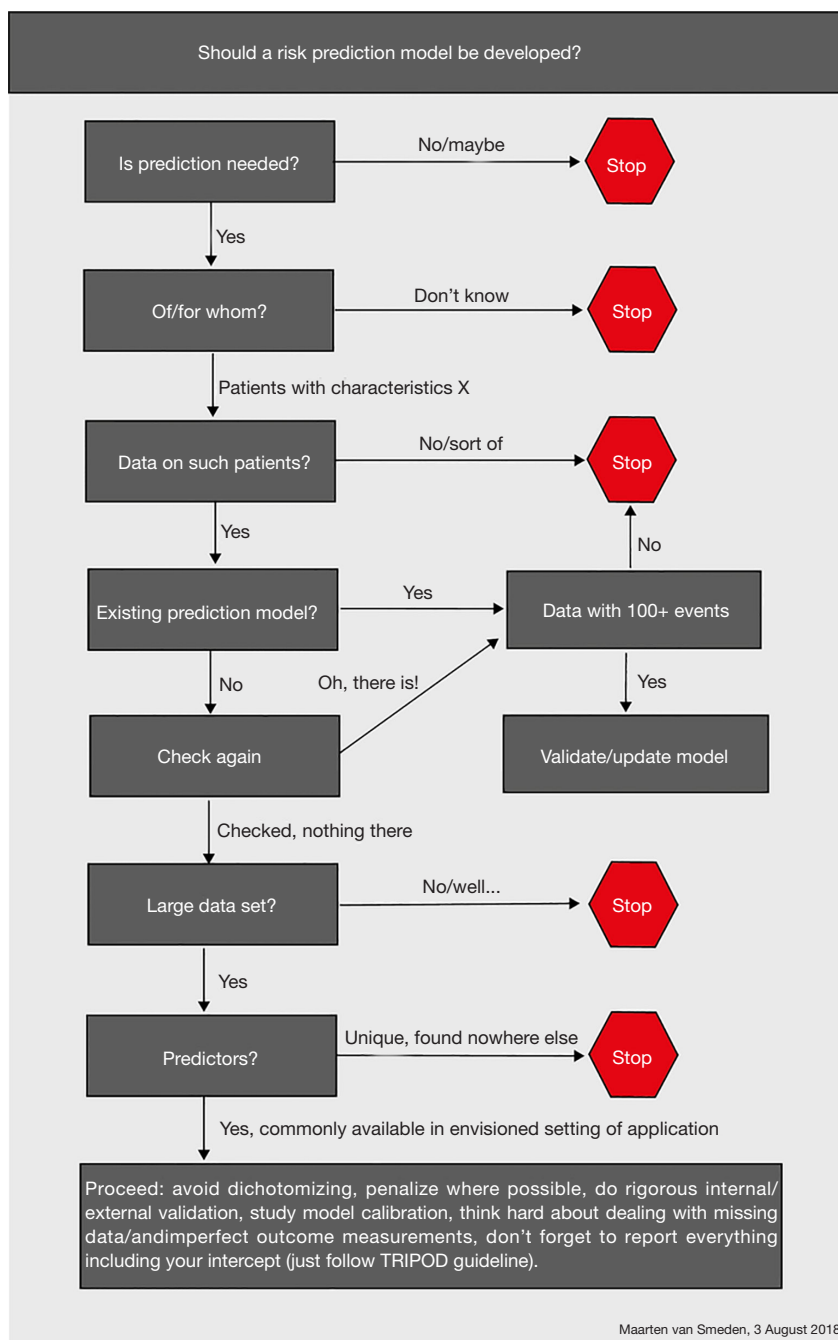 Should a risk prediction model be developed?
Is prediction needed?
No/maybe
Stop
Yes
Of/for whom?
Don't know
Stop
Patients with characteristics X
Data on such patients?
No/sort of
Stop
Yes
No
Existing prediction model?
Yes
Data with 100+ events
No
Oh, there is!
Yes
Check again
Validate/update model
Checked, nothing there
Large data set?
No/well...
Stop
Yes
Predictors?
Unique, found nowhere else
Stop
Yes, commonly available in envisioned setting of application
Proceed: avoid dichotomizing, penalize where possible, do rigorous internal/
external validation, study model calibration, think hard about dealing with missing
data/andimperfect outcome measurements, don't forget to report everything
including your intercept (just follow TRIPOD guideline).
Maarten van Smeden, 3 August 2018